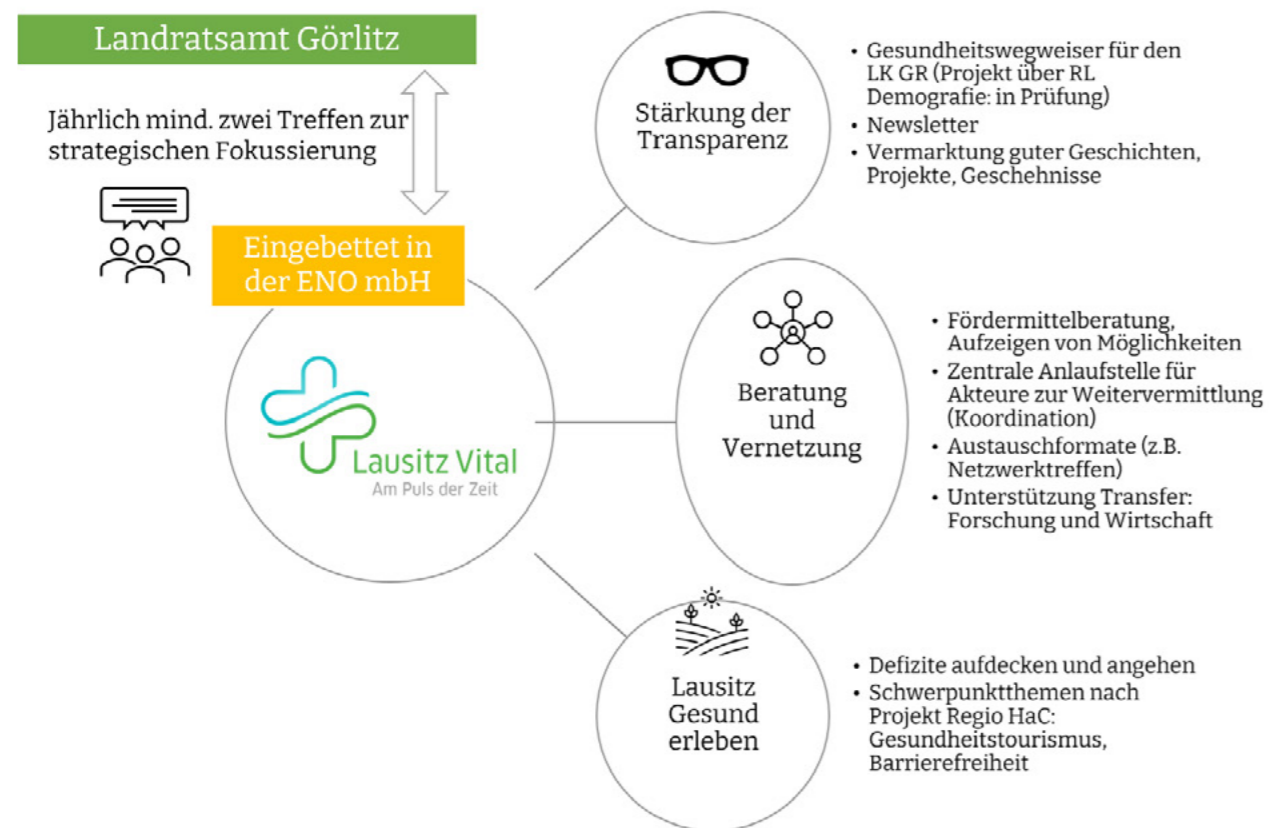 Landratsamt Görlitz
Jährlich mind. zwei Treffen zur
strategischen Fokussierung
Eingebettet in
der ENO mbH
Lausitz Vital
Am Puls der Zeit
Stärkung der
Transparenz
• Gesundheitswegweiser für den
LK GR (Projekt über RL
Demografie: in Prüfung)
• Newsletter
• Vermarktung guter Geschichten,
Projekte, Geschehnisse
Beratung
und
Vernetzung
• Fördermittelberatung,
Aufzeigen von Möglichkeiten
• Zentrale Anlaufstelle für
Akteure zur Weitervermittlung
(Koordination)
• Austauschformate (z.B.
Netzwerktreffen)
• Unterstützung Transfer:
Forschung und Wirtschaft
Lausitz
Gesund
erleben
• Defizite aufdecken und angehen
• Schwerpunktthemen nach
Projekt Regio HaC:
Gesundheitstourismus,
Barrierefreiheit